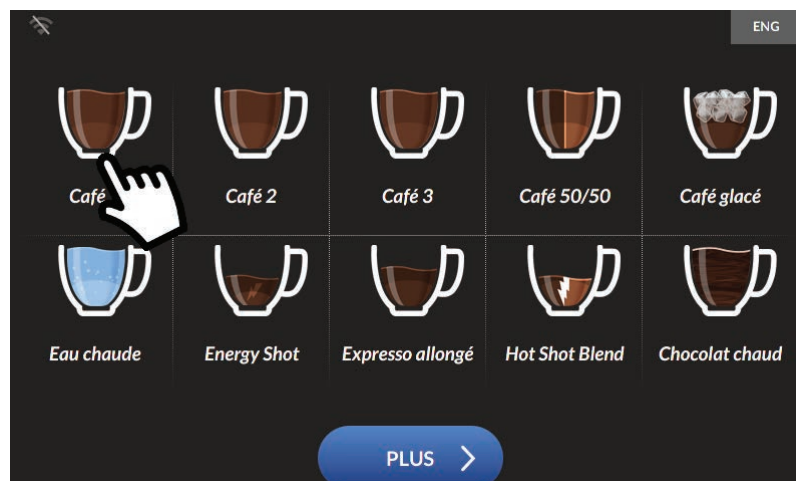 ENG
Café
Café 2
Café 3
Café 50/50
Café glacé
Eau chaude
Energy Shot
Expresso allongé
Hot Shot Blend
Chocolat chaud
PLUS